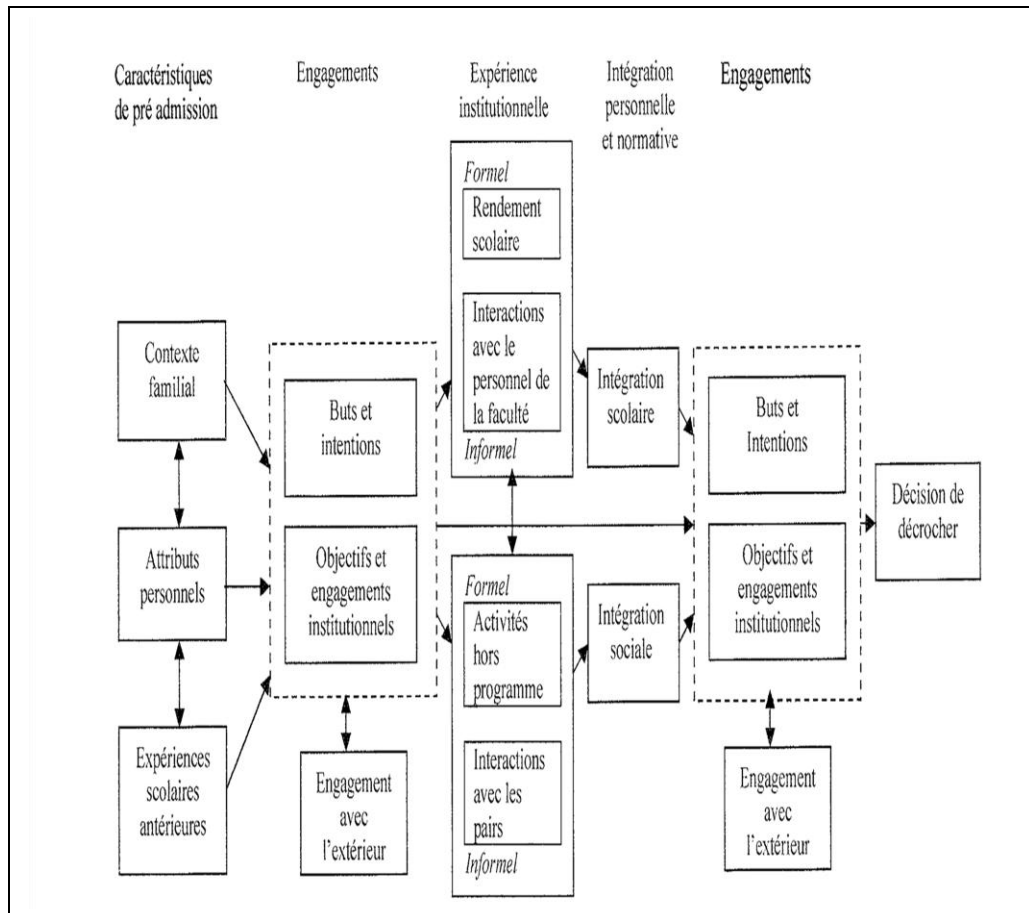 Caractéristiques
de pré admission
Engagements
Expérience
institutionnelle
Intégration
personnelle
et normative
Engagements
Contexte
familial
Attributs
personnels
Expériences
scolaires
antérieures
Buts et
intentions
Objectifs et
engagements
institutionnels
Engagement
avec
l'extérieur
Formel
Rendement
scolaire
Interactions
avec le
personnel de
la faculté
Informel
Formel
Activités
hors
programme
Interactions
avec les
pairs
Informel
Intégration
scolaire
Intégration
sociale
Buts et
Intentions
Objectifs et
engagements
institutionnels
Engagement
avec
l'extérieur
Décision de
décrocher